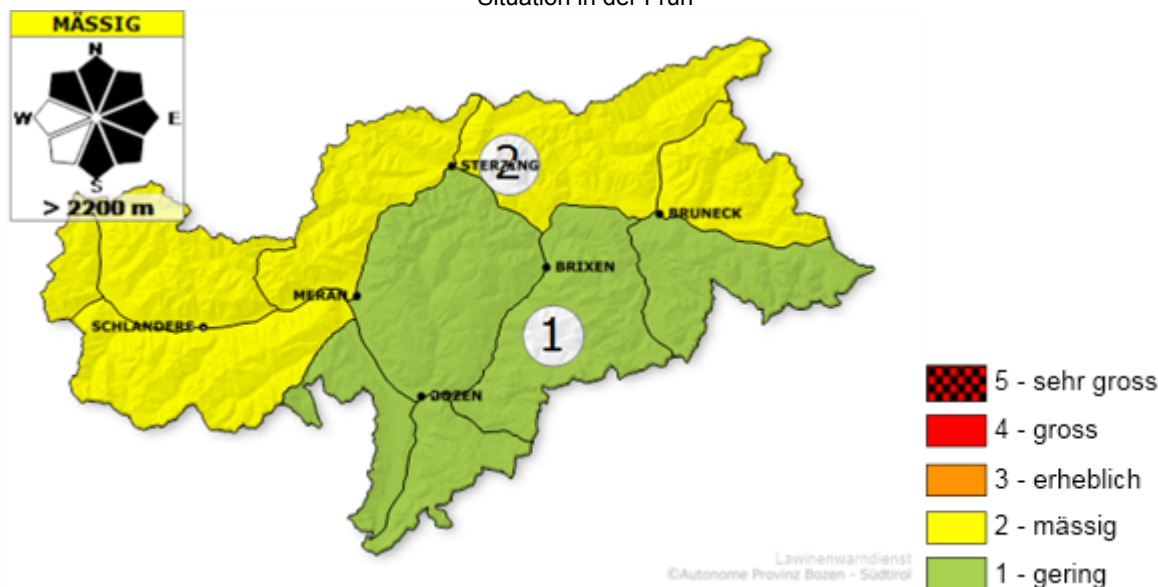 Situation in der Früh
MÄSSIG
N
W
E
S
> 2200 m
2
STERZING
BRUNECK
BRIXEN
MERAN
SCHLANDERS
1
BOZEN
5 - sehr gross
4 - gross
3 - erheblich
2 - mässig
1 - gering
Lawinenwarndienst
©Autonome Provinz Bozen - Südtirol